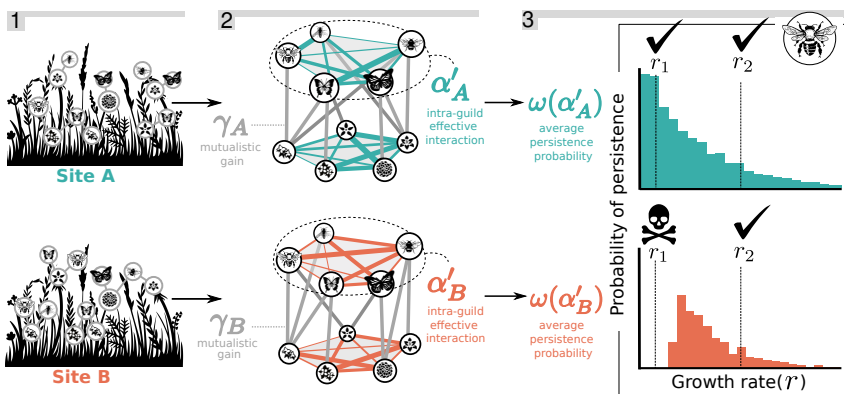 1
2
3
Site A
γA
mutualistic
gain
α′A
intra-guild
effective
interaction
ω(α′A)
average
persistence
probability
r1
r2
Probability of persistence
Site B
γB
mutualistic
gain
α′B
intra-guild
effective
interaction
ω(α′B)
average
persistence
probability
r1
r2
Growth rate(r)